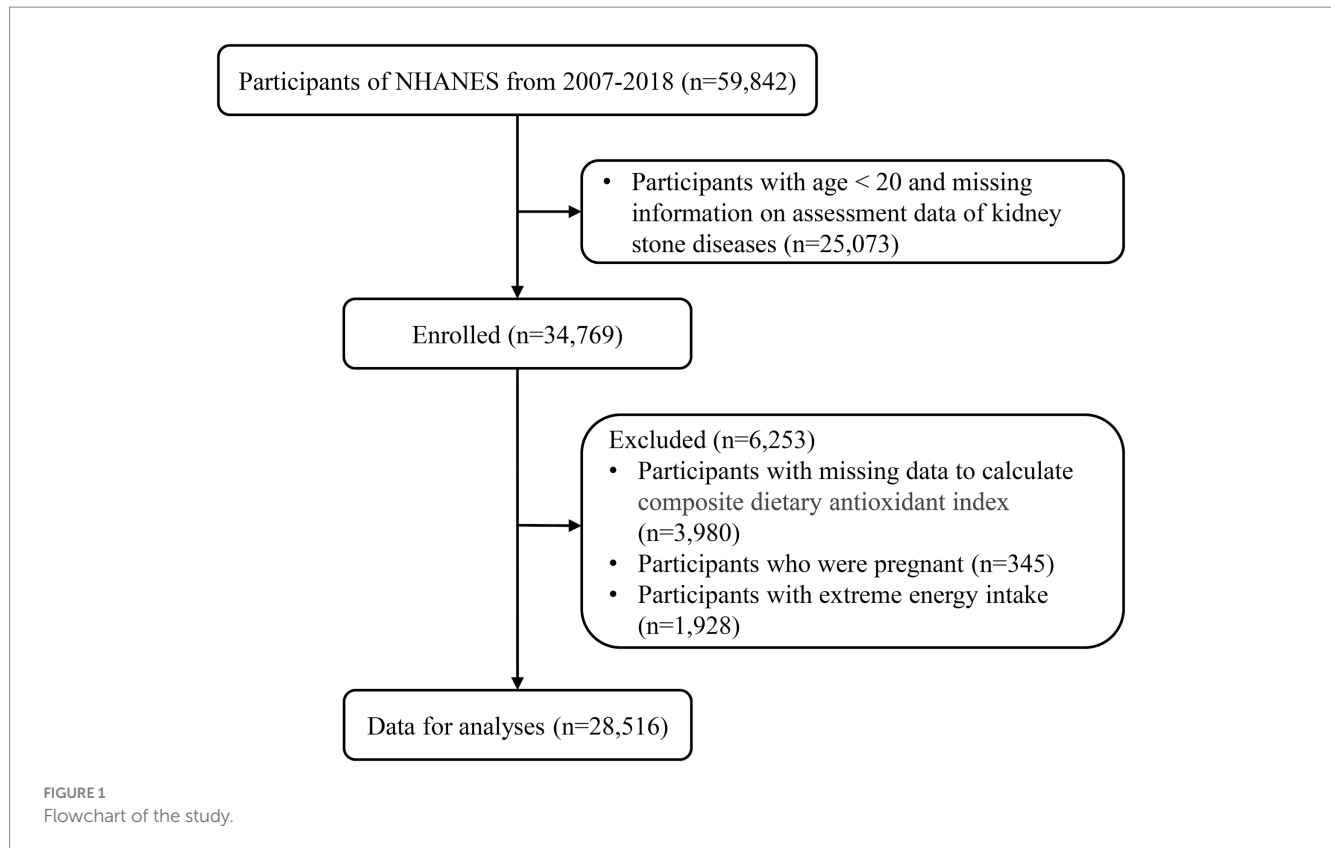 Participants of NHANES from 2007-2018 (n=59,842)
• Participants with age < 20 and missing
information on assessment data of kidney
stone diseases (n=25,073)
Enrolled (n=34,769)
Excluded (n=6,253)
• Participants with missing data to calculate
composite dietary antioxidant index
(n=3,980)
• Participants who were pregnant (n=345)
• Participants with extreme energy intake
(n=1,928)
Data for analyses (n=28,516)
FIGURE 1
Flowchart of the study.